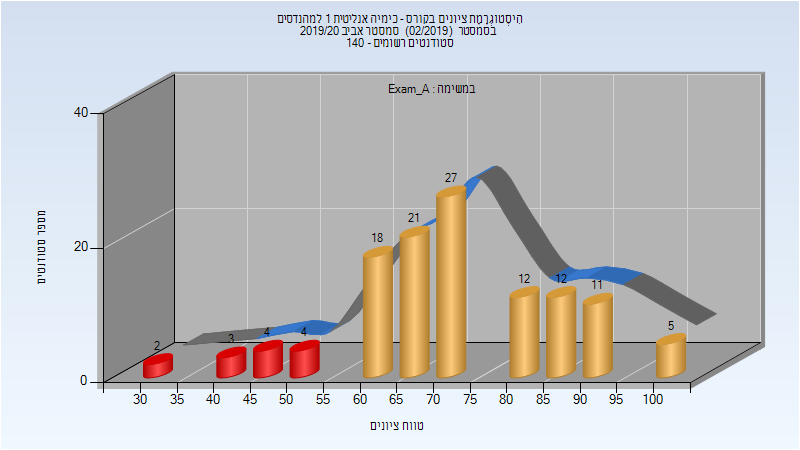 הִיסְטוֹגְרָמַת ציונים בקורס - כימיה אנליטית 1 למהנדסים
בסמסטר (02/2019) סמסטר אביב 2019/20
סטודנטים רשומים - 140
במשימה : Exam_A
מספר סטודנטים
40
20
0
2
3
4
4
18
21
27
12
12
11
5
30 35 40 45 50 55 60 65 70 75 80 85 90 95 100
טווח ציונים